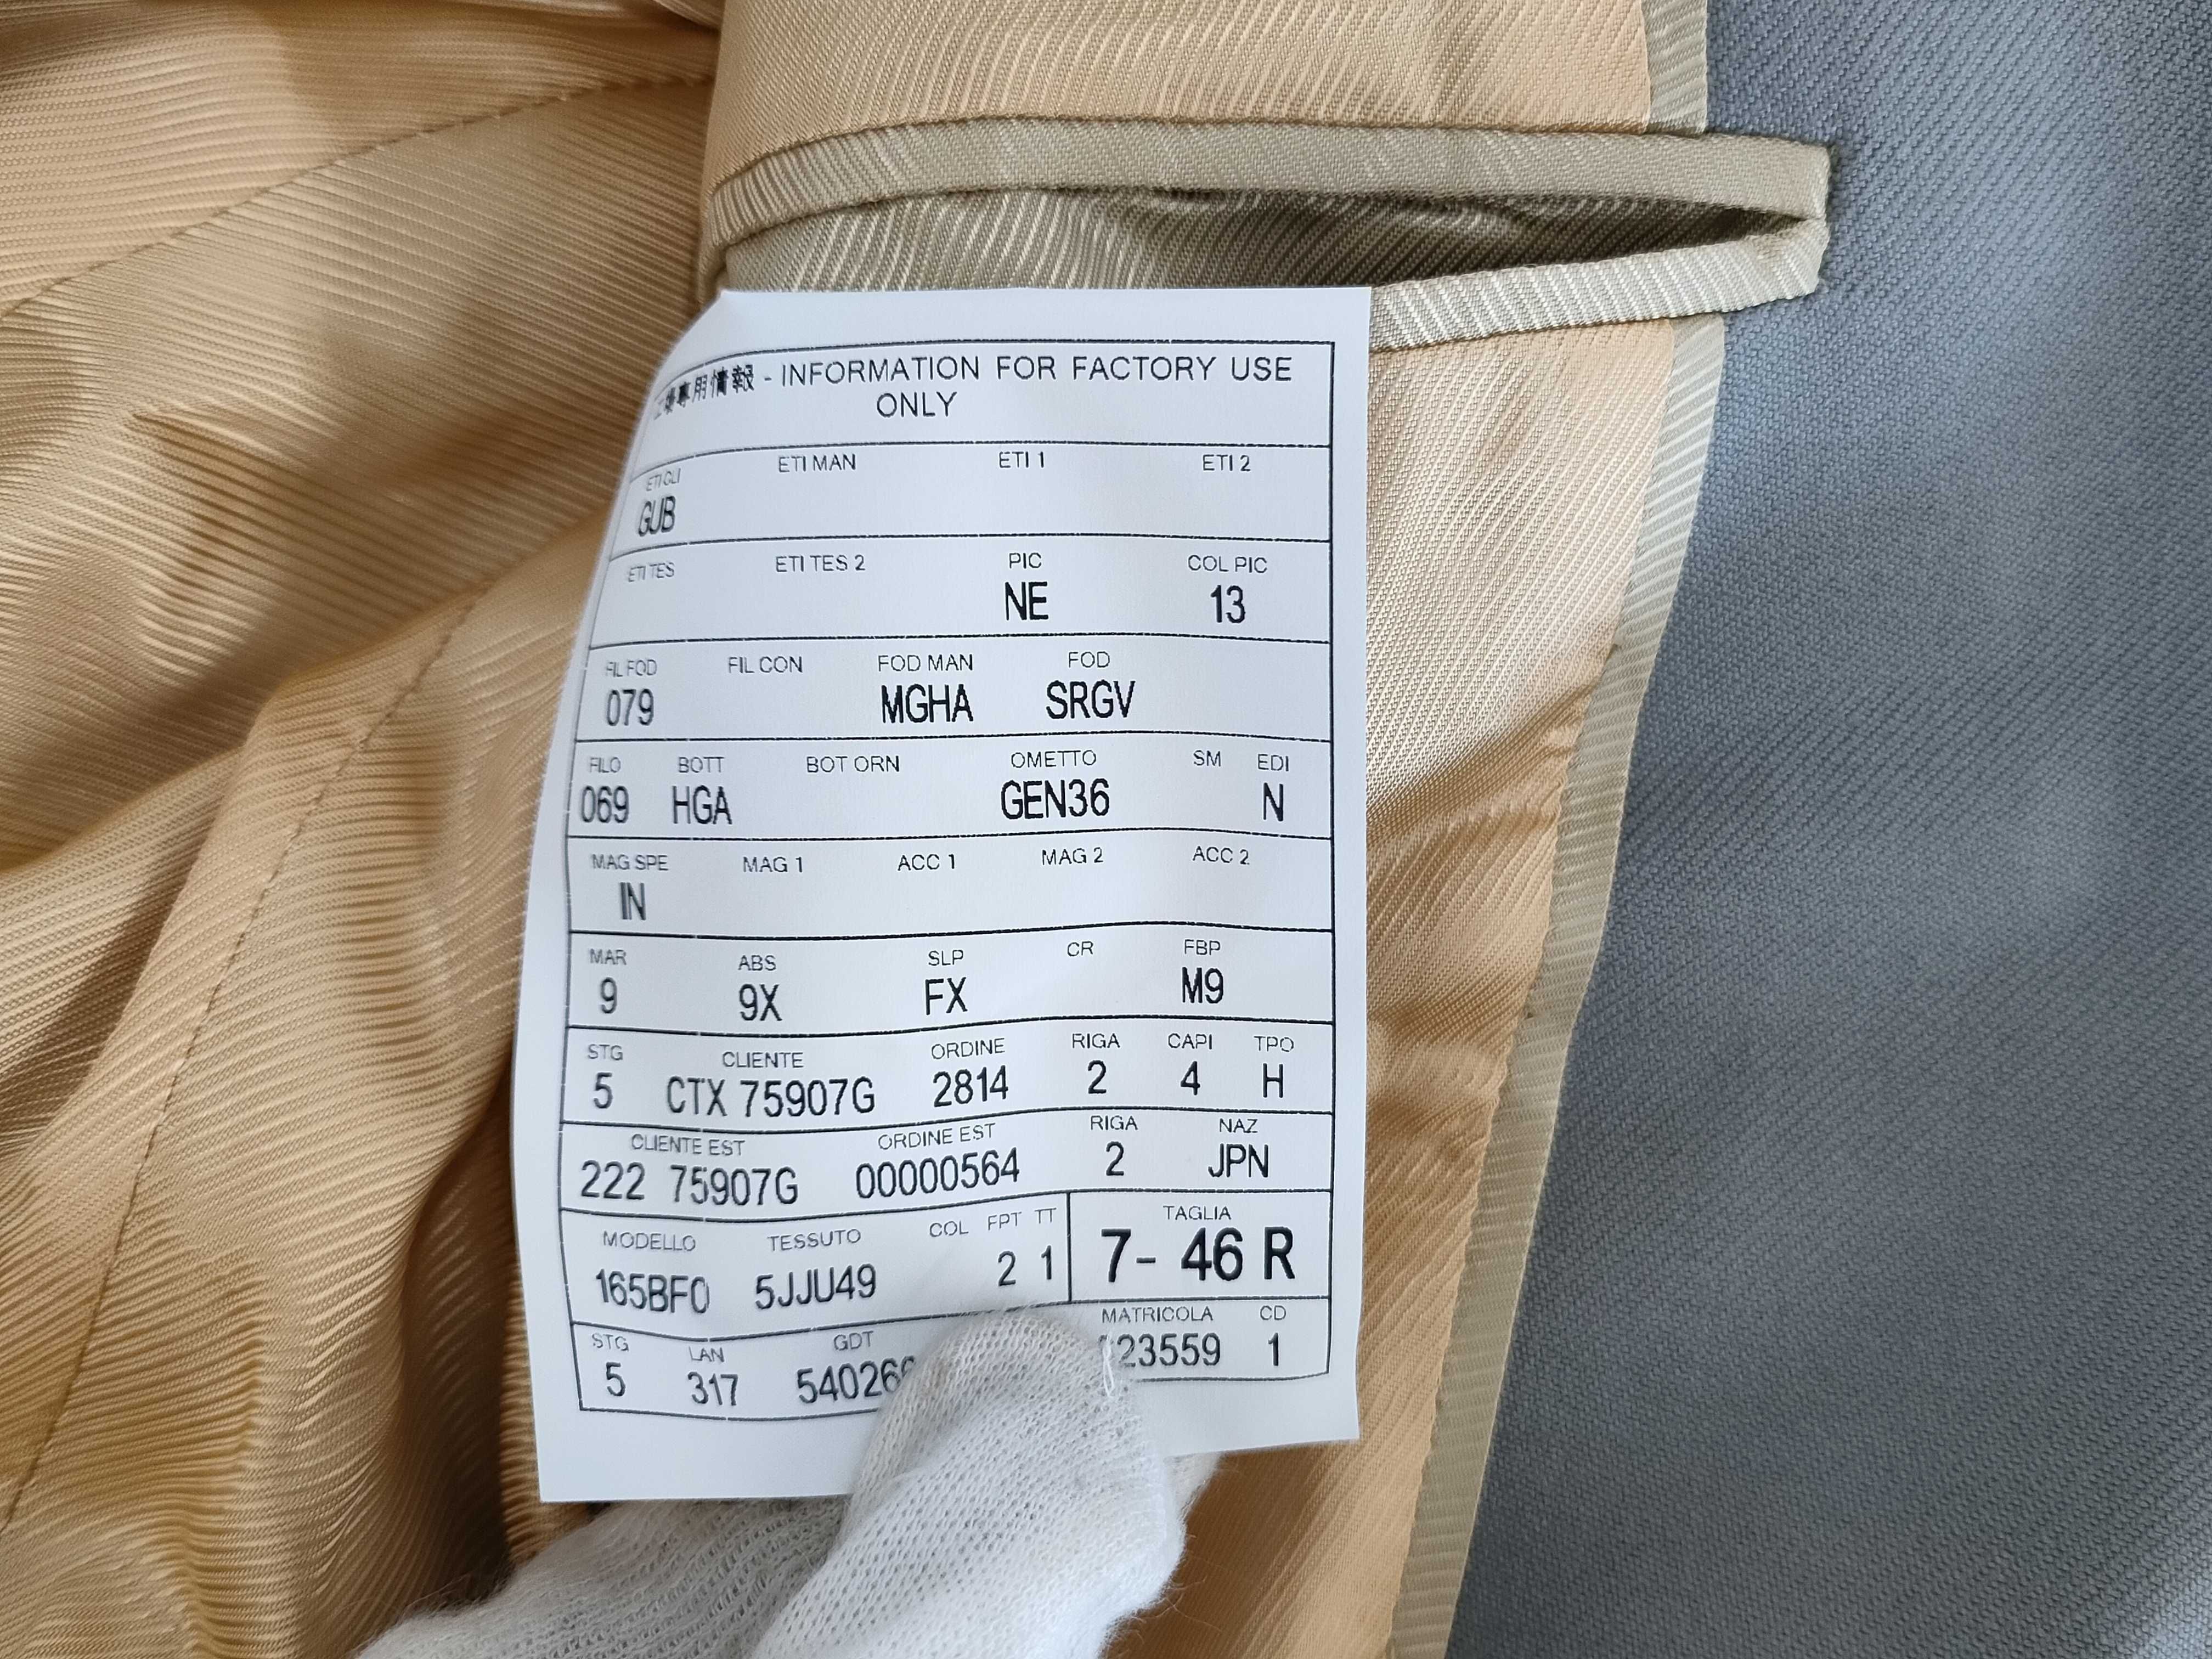 專用情報 - INFORMATION FOR FACTORY USE
ONLY
ETI CLI ETI MAN ETI 1 ETI 2
GUB
ETI TES ETI TES 2 PIC COL PIC
NE 13
FIL FOD FIL CON FOD MAN FOD
079 MGHA SRGV
FILO BOTT BOT ORN OMETTO SM EDI
069 HGA GEN36 N
MAG SPE MAG 1 ACC 1 MAG 2 ACC 2
IN
MAR ABS SLP CR FBP
9 9X FX M9
STG CLIENTE ORDINE RIGA CAPI TPO
5 CTX 75907G 2814 2 4 H
CLIENTE EST ORDINE EST RIGA NAZ
222 75907G 00000564 2 JPN
MODELLO TESSUTO COL FPT TT TAGLIA
165BF0 5JJU49 2 1 7- 46 R
STG LAN GDT MATRICOLA CD
5 317 23559 1